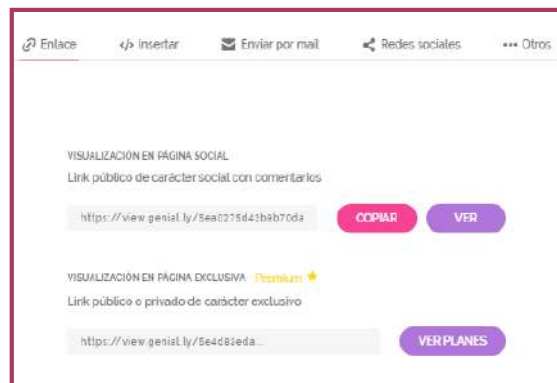 Enlace </> Insertar Enviar por mail Redes sociales ••• Otros
VISUALIZACIÓN EN PÁGINA SOCIAL
Link público de carácter social con comentarios
https://view.genial.ly/5ea0275d42b8b70da COPIAR VER
VISUALIZACIÓN EN PÁGINA EXCLUSIVA Premium
Link público o privado de carácter exclusivo
https://view.genial.ly/5e4d82eda... VER PLANES